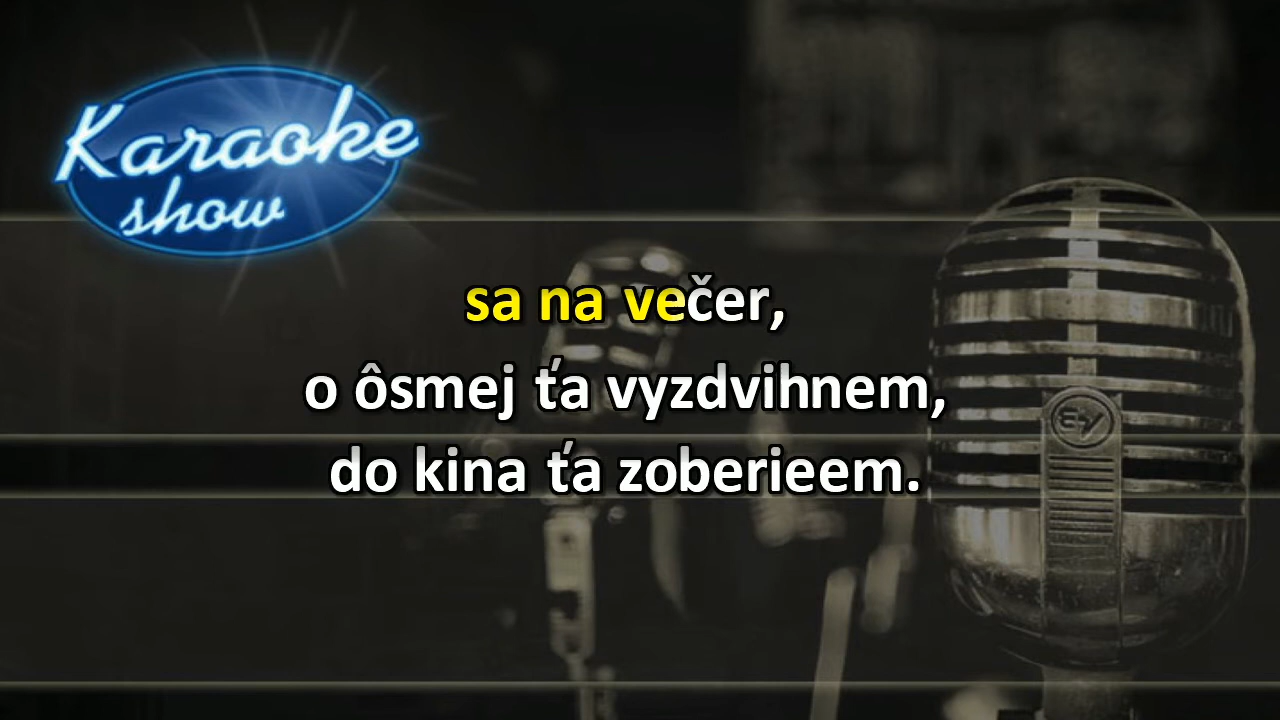 Karaoke
show
sa na večer,
o ôsmej ťa vyzdvihnem,
do kina ťa zoberieem.